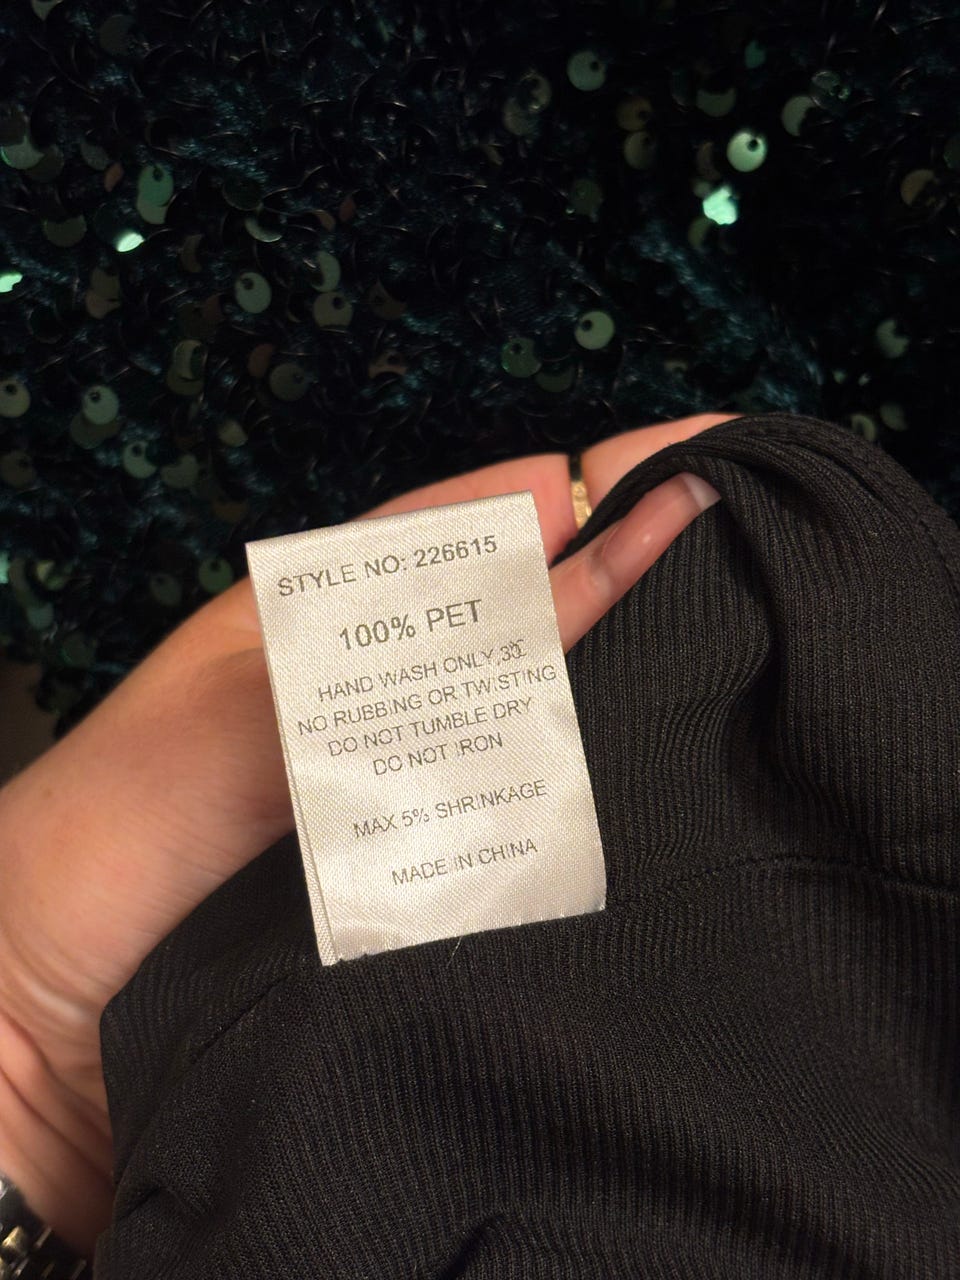 STYLE NO: 226615
100% PET
HAND WASH ONLY,30℃
NO RUBBING OR TWISTING
DO NOT TUMBLE DRY
DO NOT IRON
MAX 5% SHRINKAGE
MADE IN CHINA